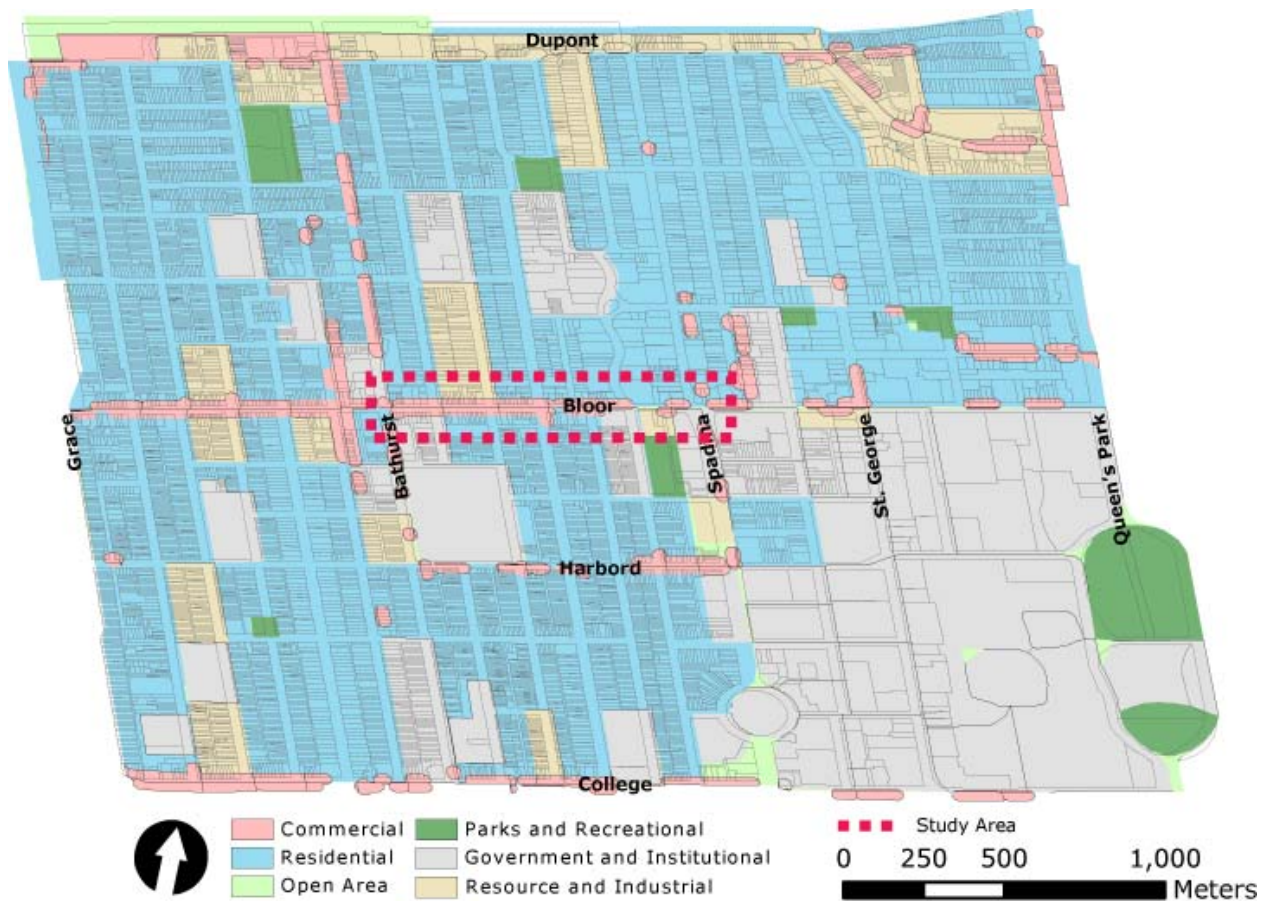 Dupont
Bloor
Grace
Bathurst
Spadina
St. George
Queen's Park
Harbord
College
Commercial
Residential
Open Area
Parks and Recreational
Government and Institutional
Resource and Industrial
Study Area
0 250 500 1,000
Meters